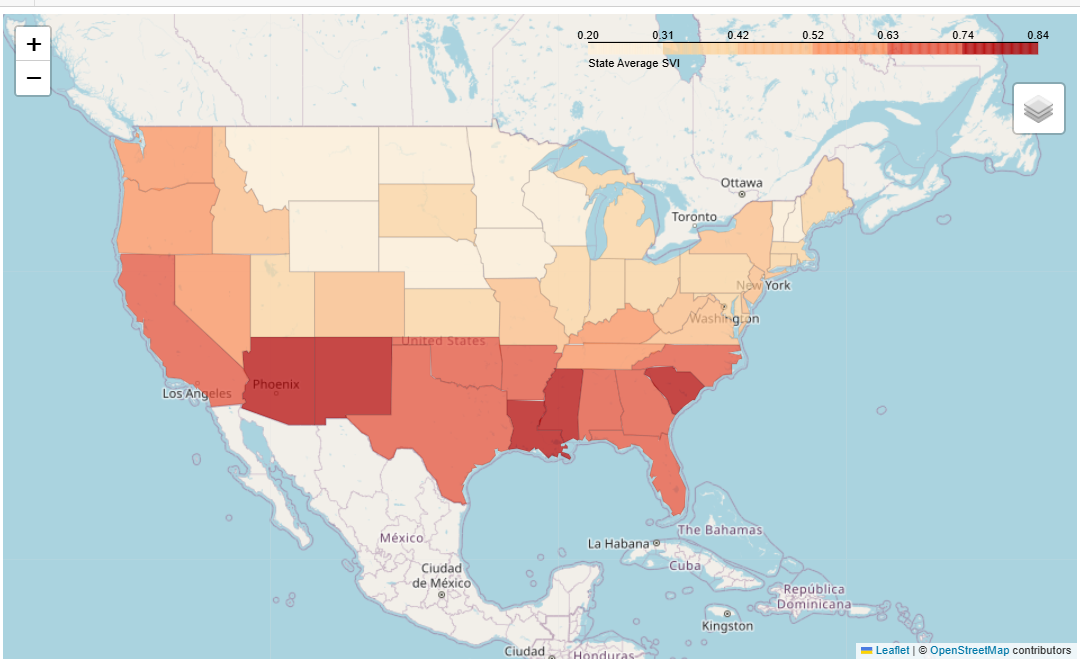 +
−
0.20 0.31 0.42 0.52 0.63 0.74 0.84
State Average SVI
Ottawa
Toronto
New York
Washington
United States
Phoenix
Los Angeles
México
La Habana
The Bahamas
Cuba
Ciudad
de México
República
Dominicana
Kingston
Ciudad
Honduras
Leaflet | © OpenStreetMap contributors